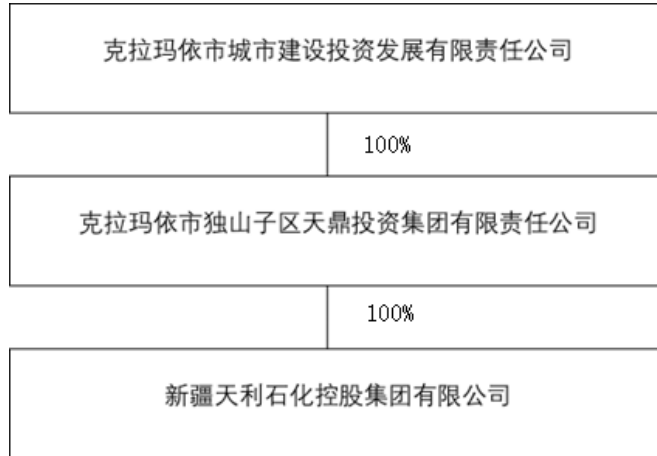 克拉玛依市城市建设投资发展有限责任公司
100%
克拉玛依市独山子区天鼎投资集团有限责任公司
100%
新疆天利石化控股集团有限公司